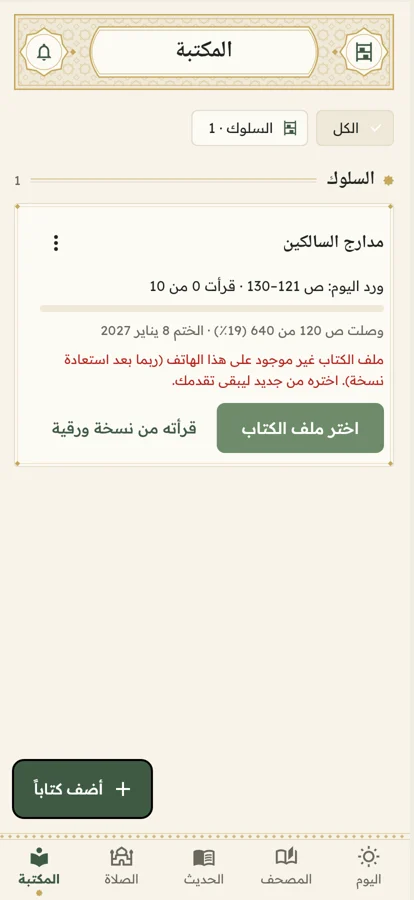 المكتبة
الكل
السلوك · 1
السلوك
1
مدارج السالكين
ورد اليوم: ص 121–130 · قرأت 0 من 10
وصلت ص 120 من 640 (19٪) · الختم 8 يناير 2027
ملف الكتاب غير موجود على هذا الهاتف (ربما بعد استعادة
نسخة). اختره من جديد ليبقى تقدمك.
اختر ملف الكتاب
قرأته من نسخة ورقية
أضف كتاباً
اليوم
المصحف
الحديث
الصلاة
المكتبة